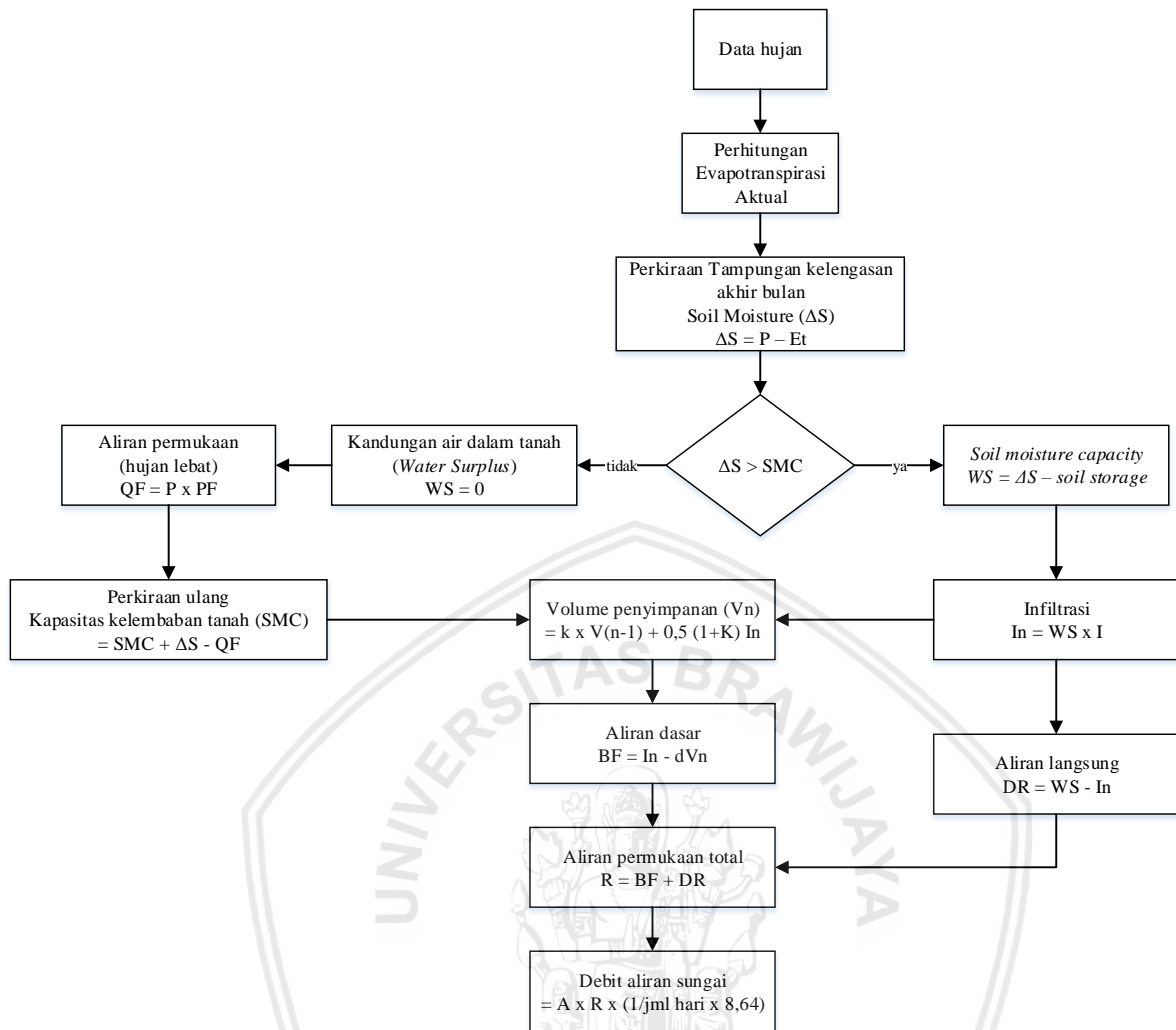 Data hujan
Perhitungan
Evapotranspirasi
Aktual
Perkiraan Tampungan kelengasan
akhir bulan
Soil Moisture (ΔS)
ΔS = P – Et
ΔS > SMC
tidak
ya
Kandungan air dalam tanah
(Water Surplus)
WS = 0
Aliran permukaan
(hujan lebat)
QF = P x PF
Perkiraan ulang
Kapasitas kelembaban tanah (SMC)
= SMC + ΔS - QF
Soil moisture capacity
WS = ΔS – soil storage
Infiltrasi
In = WS x I
Volume penyimpanan (Vn)
= k x V(n-1) + 0,5 (1+K) In
Aliran dasar
BF = In - dVn
Aliran langsung
DR = WS - In
Aliran permukaan total
R = BF + DR
Debit aliran sungai
= A x R x (1/jml hari x 8,64)
UNIVERSITAS BRAWIJAYA